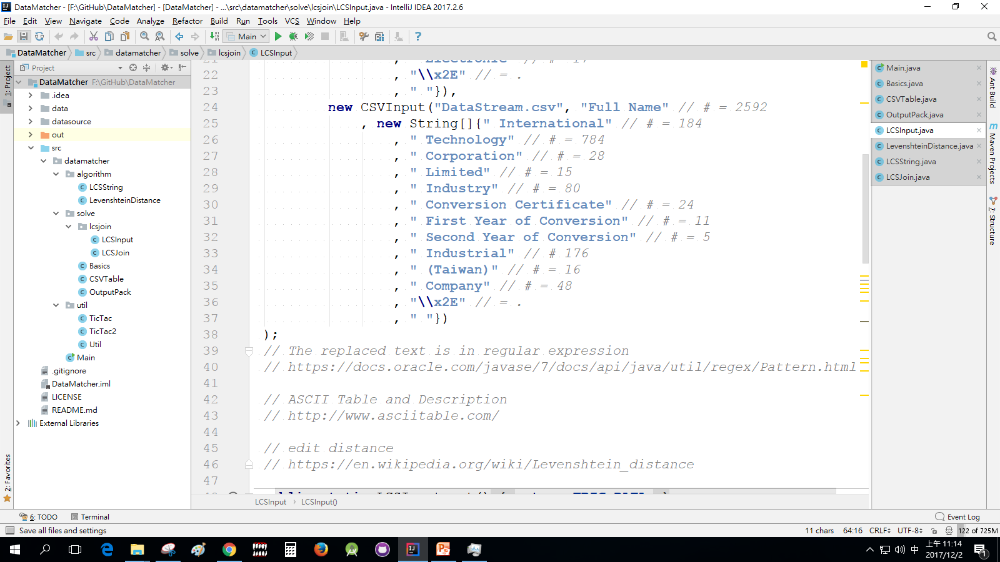 DataMatcher - [F:\GitHub\DataMatcher] - [DataMatcher] - ...\src\datamatcher\solve\lcsjoin\LCSInput.java - IntelliJ IDEA 2017.2.6
File Edit View Navigate Code Analyze Refactor Build Run Tools VCS Window Help
Main
DataMatcher src datamatcher solve lcsjoin LCSInput
1: Project
2: Favorites
Project
DataMatcher F:\GitHub\DataMatcher
.idea
data
datasource
out
src
datamatcher
algorithm
LCSString
LevenshteinDistance
solve
lcsjoin
LCSInput
LCSJoin
Basics
CSVTable
OutputPack
util
TicTac
TicTac2
Util
Main
.gitignore
DataMatcher.iml
LICENSE
README.md
External Libraries
21 , " Electronic" // # = 17
22 , "\\x2E" // = .
23 , " "}),
24 new CSVInput("DataStream.csv", "Full Name" // # = 2592
25 , new String[]{" International" // # = 184
26 , " Technology" // # = 784
27 , " Corporation" // # = 28
28 , " Limited" // # = 15
29 , " Industry" // # = 80
30 , " Conversion Certificate" // # = 24
31 , " First Year of Conversion" // # = 11
32 , " Second Year of Conversion" // # = 5
33 , " Industrial" // # 176
34 , " (Taiwan)" // # = 16
35 , " Company" // # = 48
36 , "\\x2E" // = .
37 , " "})
38 );
39 // The replaced text is in regular expression
40 // https://docs.oracle.com/javase/7/docs/api/java/util/regex/Pattern.html
41
42 // ASCII Table and Description
43 // http://www.asciitable.com/
44
45 // edit distance
46 // https://en.wikipedia.org/wiki/Levenshtein_distance
47
LCSInput LCSInput()
Main.java
Basics.java
CSVTable.java
OutputPack.java
LCSInput.java
LevenshteinDistance.java
LCSString.java
LCSJoin.java
Ant Build
Maven Projects
7: Structure
6: TODO Terminal Event Log
Save all files and settings 11 chars 64:16 CRLF UTF-8 122 of 725M
中 上午 11:14
2017/12/2
1